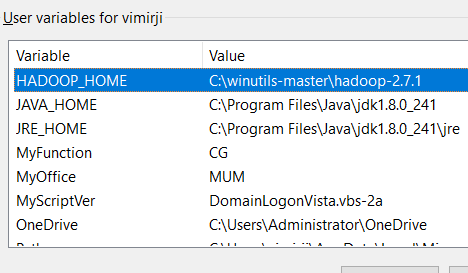 User variables for vimirji
Variable Value
HADOOP_HOME C:\winutils-master\hadoop-2.7.1
JAVA_HOME C:\Program Files\Java\jdk1.8.0_241
JRE_HOME C:\Program Files\Java\jdk1.8.0_241\jre
MyFunction CG
MyOffice MUM
MyScriptVer DomainLogonVista.vbs-2a
OneDrive C:\Users\Administrator\OneDrive